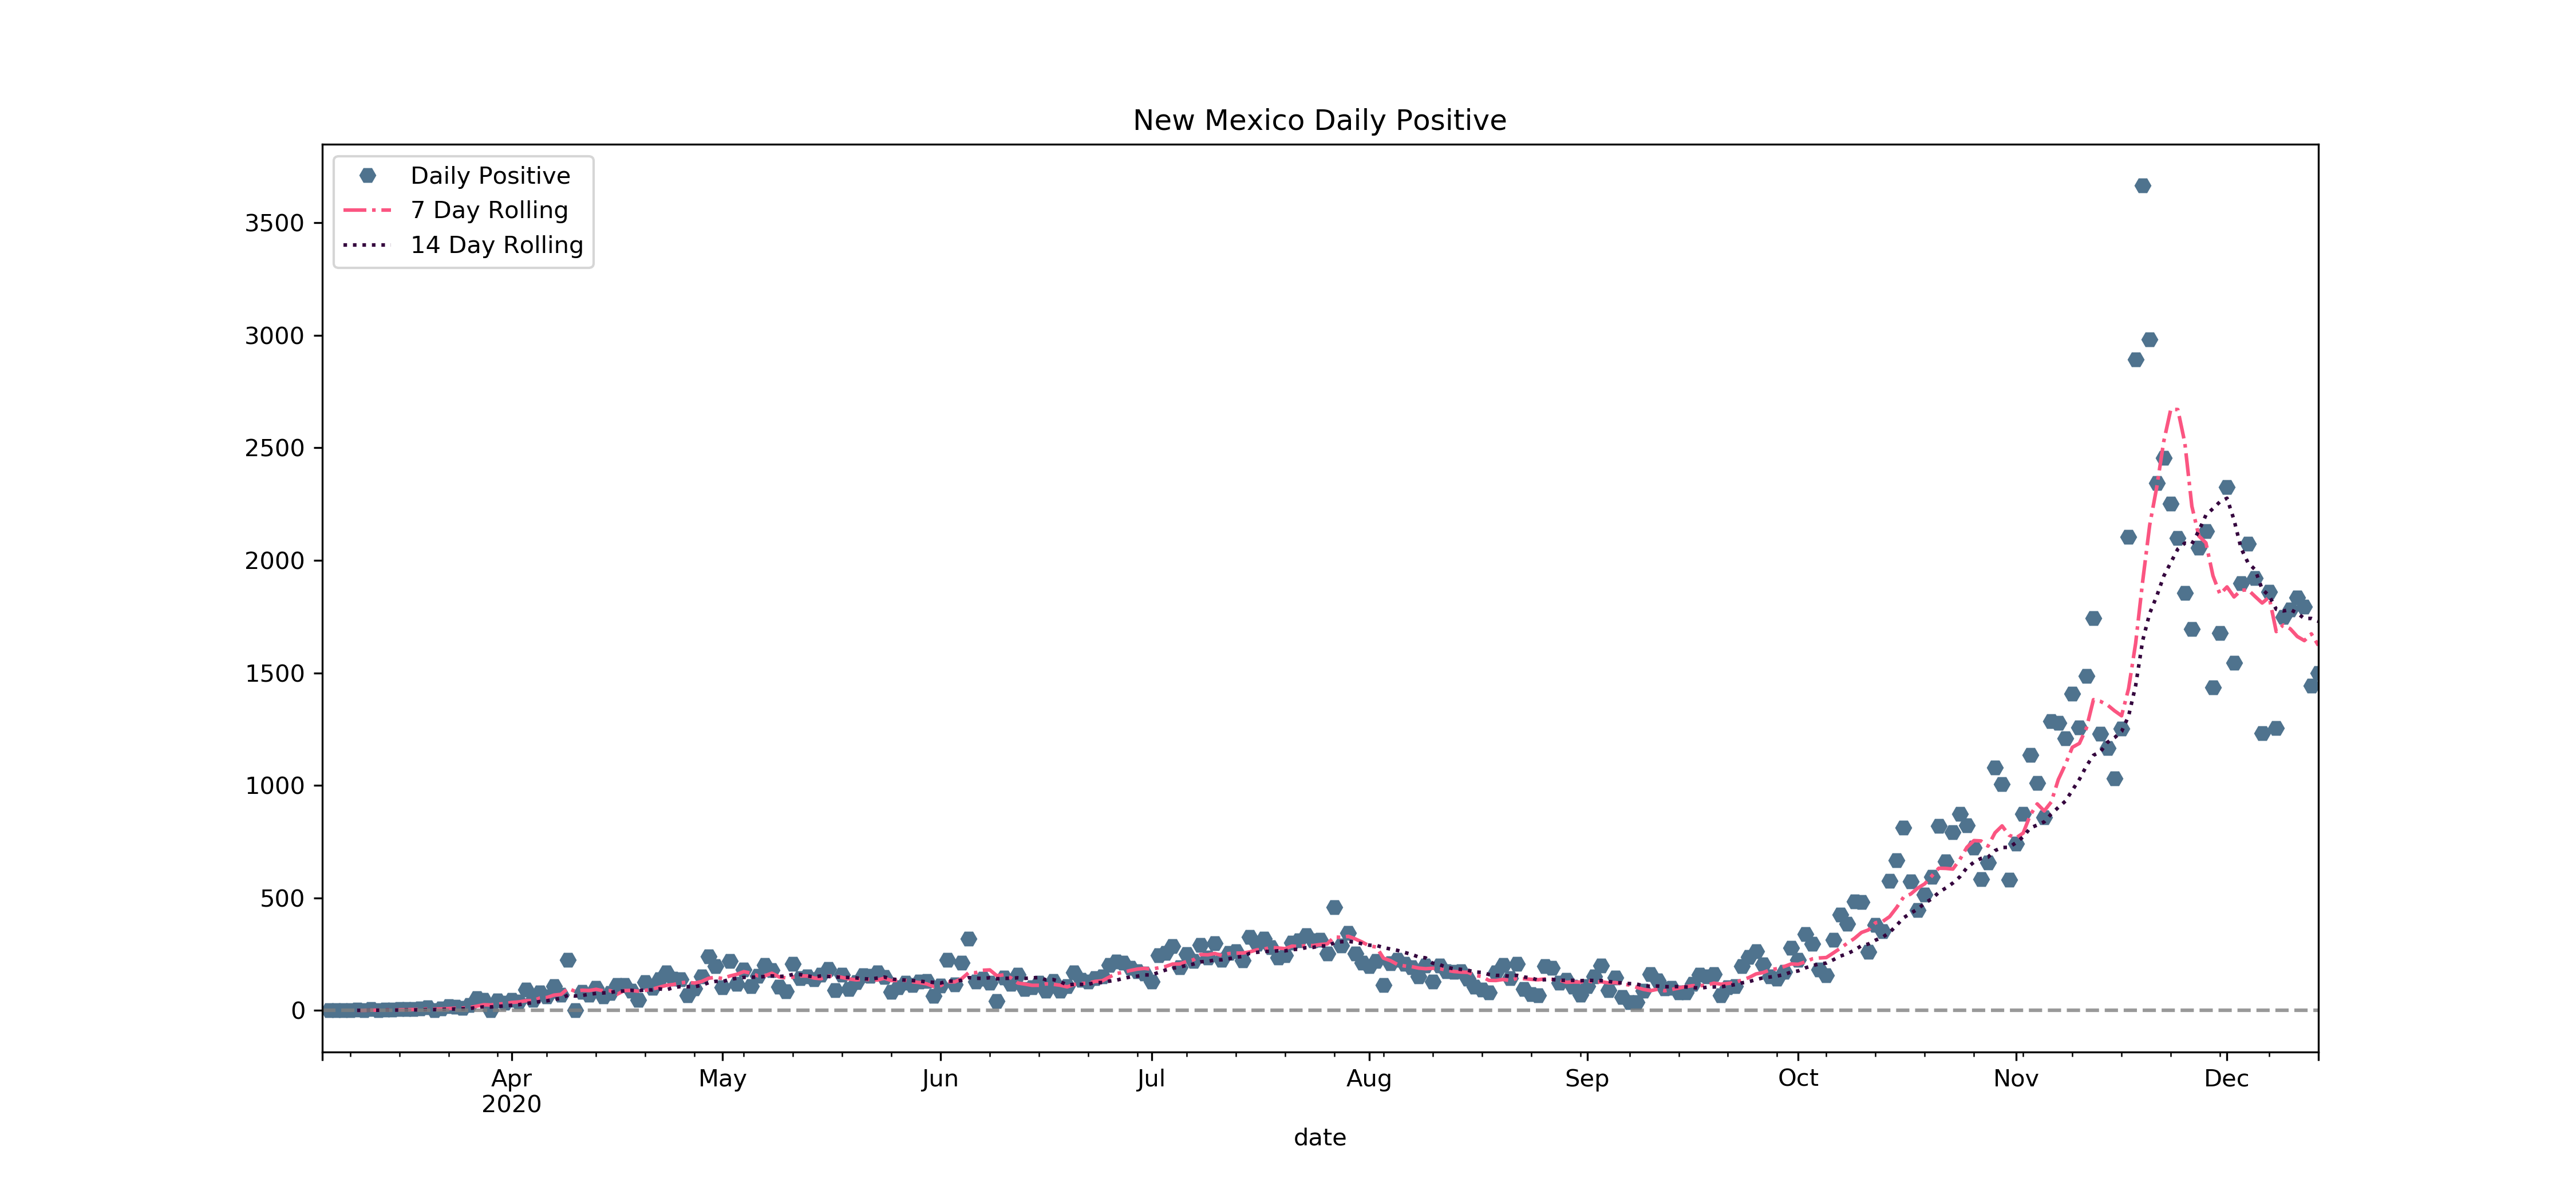 New Mexico Daily Positive
Daily Positive
7 Day Rolling
14 Day Rolling
3500
3000
2500
2000
1500
1000
500
0
Apr May Jun Jul Aug Sep Oct Nov Dec
2020
date